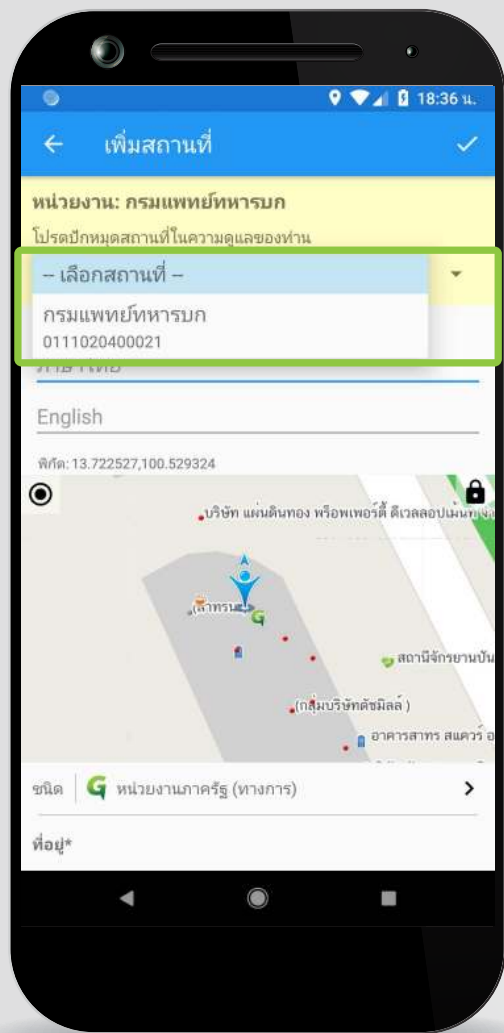 18:36 น.
เพิ่มสถานที่
หน่วยงาน: กรมแพทย์ทหารบก
โปรดปักหมุดสถานที่ในความดูแลของท่าน
-- เลือกสถานที่ --
กรมแพทย์ทหารบก
0111020400021
ภาษาไทย
English
พิกัด: 13.722527,100.529324
บริษัท แผ่นดินทอง พร็อพเพอร์ตี้ ดีเวลลอปเม้นท์
สถานีจักรยานปัน
(กลุ่มบริษัทดัชมิลล์ )
อาคารสาทร สแควร์ อ
ชนิด G หน่วยงานภาครัฐ (ทางการ)
ที่อยู่*